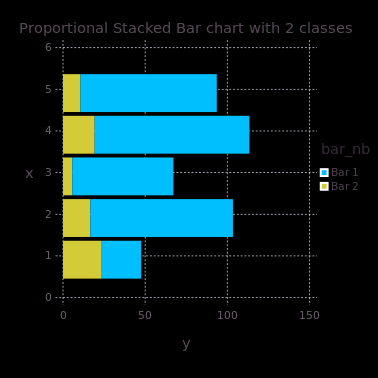 Proportional Stacked Bar chart with 2 classes
6
5
4
3
2
1
0
x
0 50 100 150
y
bar_nb
Bar 1
Bar 2